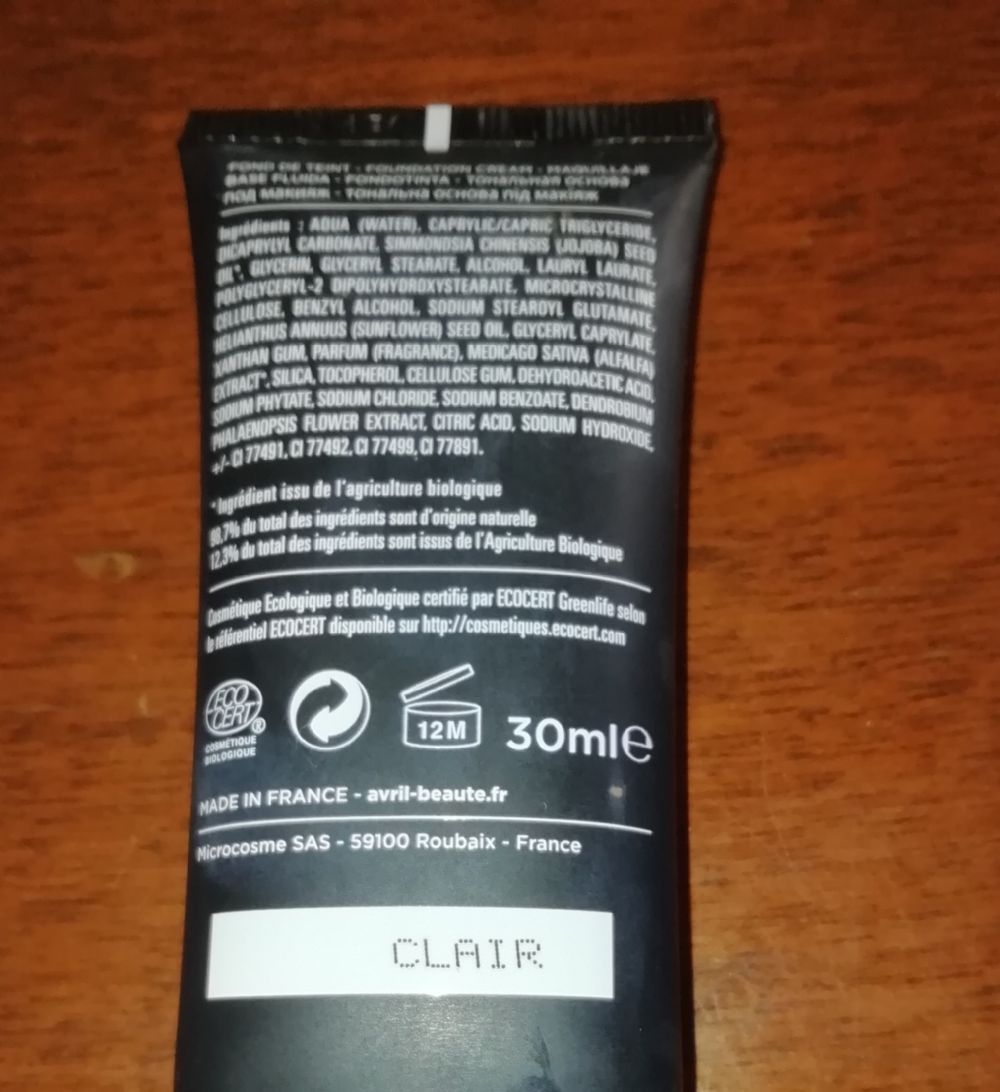 FOND DE TEINT - FOUNDATION CREAM - MAQUILLAJE
BASE FLUIDA - FONDOTINTA - ТОНАЛЬНАЯ ОСНОВА
ПОД МАКИЯЖ - ТОНАЛЬНА ОСНОВА ПІД МАКІЯЖ
Ingrédients : AQUA (WATER), CAPRYLIC/CAPRIC TRIGLYCERIDE,
DICAPRYLYL CARBONATE, SIMMONDSIA CHINENSIS (JOJOBA) SEED
OIL*, GLYCERIN, GLYCERYL STEARATE, ALCOHOL, LAURYL LAURATE,
POLYGLYCERYL-2 DIPOLYHYDROXYSTEARATE, MICROCRYSTALLINE
CELLULOSE, BENZYL ALCOHOL, SODIUM STEAROYL GLUTAMATE,
HELIANTHUS ANNUUS (SUNFLOWER) SEED OIL, GLYCERYL CAPRYLATE,
XANTHAN GUM, PARFUM (FRAGRANCE), MEDICAGO SATIVA (ALFALFA)
EXTRACT*, SILICA, TOCOPHEROL, CELLULOSE GUM, DEHYDROACETIC ACID,
SODIUM PHYTATE, SODIUM CHLORIDE, SODIUM BENZOATE, DENDROBIUM
PHALAENOPSIS FLOWER EXTRACT, CITRIC ACID, SODIUM HYDROXIDE,
+/- CI 77491, CI 77492, CI 77499, CI 77891.
* Ingrédient issu de l'agriculture biologique
98,7% du total des ingrédients sont d'origine naturelle
12,3% du total des ingrédients sont issus de l'Agriculture Biologique
Cosmétique Ecologique et Biologique certifié par ECOCERT Greenlife selon
le référentiel ECOCERT disponible sur http://cosmetiques.ecocert.com
ECO
CERT®
COSMÉTIQUE
BIOLOGIQUE
12M
30ml℮
MADE IN FRANCE - avril-beaute.fr
Microcosme SAS - 59100 Roubaix - France
CLAIR